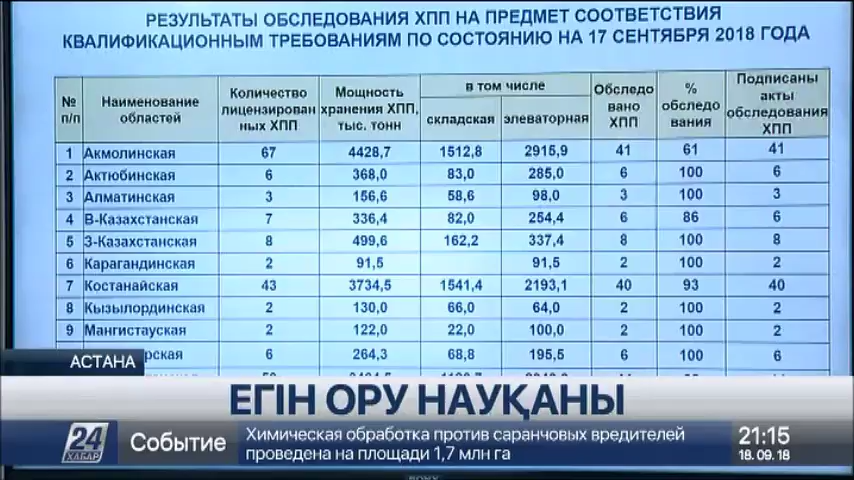 РЕЗУЛЬТАТЫ ОБСЛЕДОВАНИЯ ХПП НА ПРЕДМЕТ СООТВЕТСТВИЯ
КВАЛИФИКАЦИОННЫМ ТРЕБОВАНИЯМ ПО СОСТОЯНИЮ НА 17 СЕНТЯБРЯ 2018 ГОДА
№ п/п Наименование областей Количество лицензирован ных ХПП Мощность хранения ХПП, тыс. тонн в том числе складская элеваторная Обследо вано ХПП % обследо вания Подписаны акты обследования ХПП
1 Акмолинская 67 4428,7 1512,8 2915,9 41 61 41
2 Актюбинская 6 368,0 83,0 285,0 6 100 6
3 Алматинская 3 156,6 58,6 98,0 3 100 3
4 В-Казахстанская 7 336,4 82,0 254,4 6 86 6
5 З-Казахстанская 8 499,6 162,2 337,4 8 100 8
6 Карагандинская 2 91,5 91,5 2 100 2
7 Костанайская 43 3734,5 1541,4 2193,1 40 93 40
8 Кызылординская 2 130,0 66,0 64,0 2 100 2
9 Мангистауская 2 122,0 22,0 100,0 2 100 2
6 264,3 68,8 195,5 6 100 6
АСТАНА
ЕГІН ОРУ НАУҚАНЫ
24 ХАБАР Событие
Химическая обработка против саранчовых вредителей
проведена на площади 1,7 млн га
21:15
18.09.18